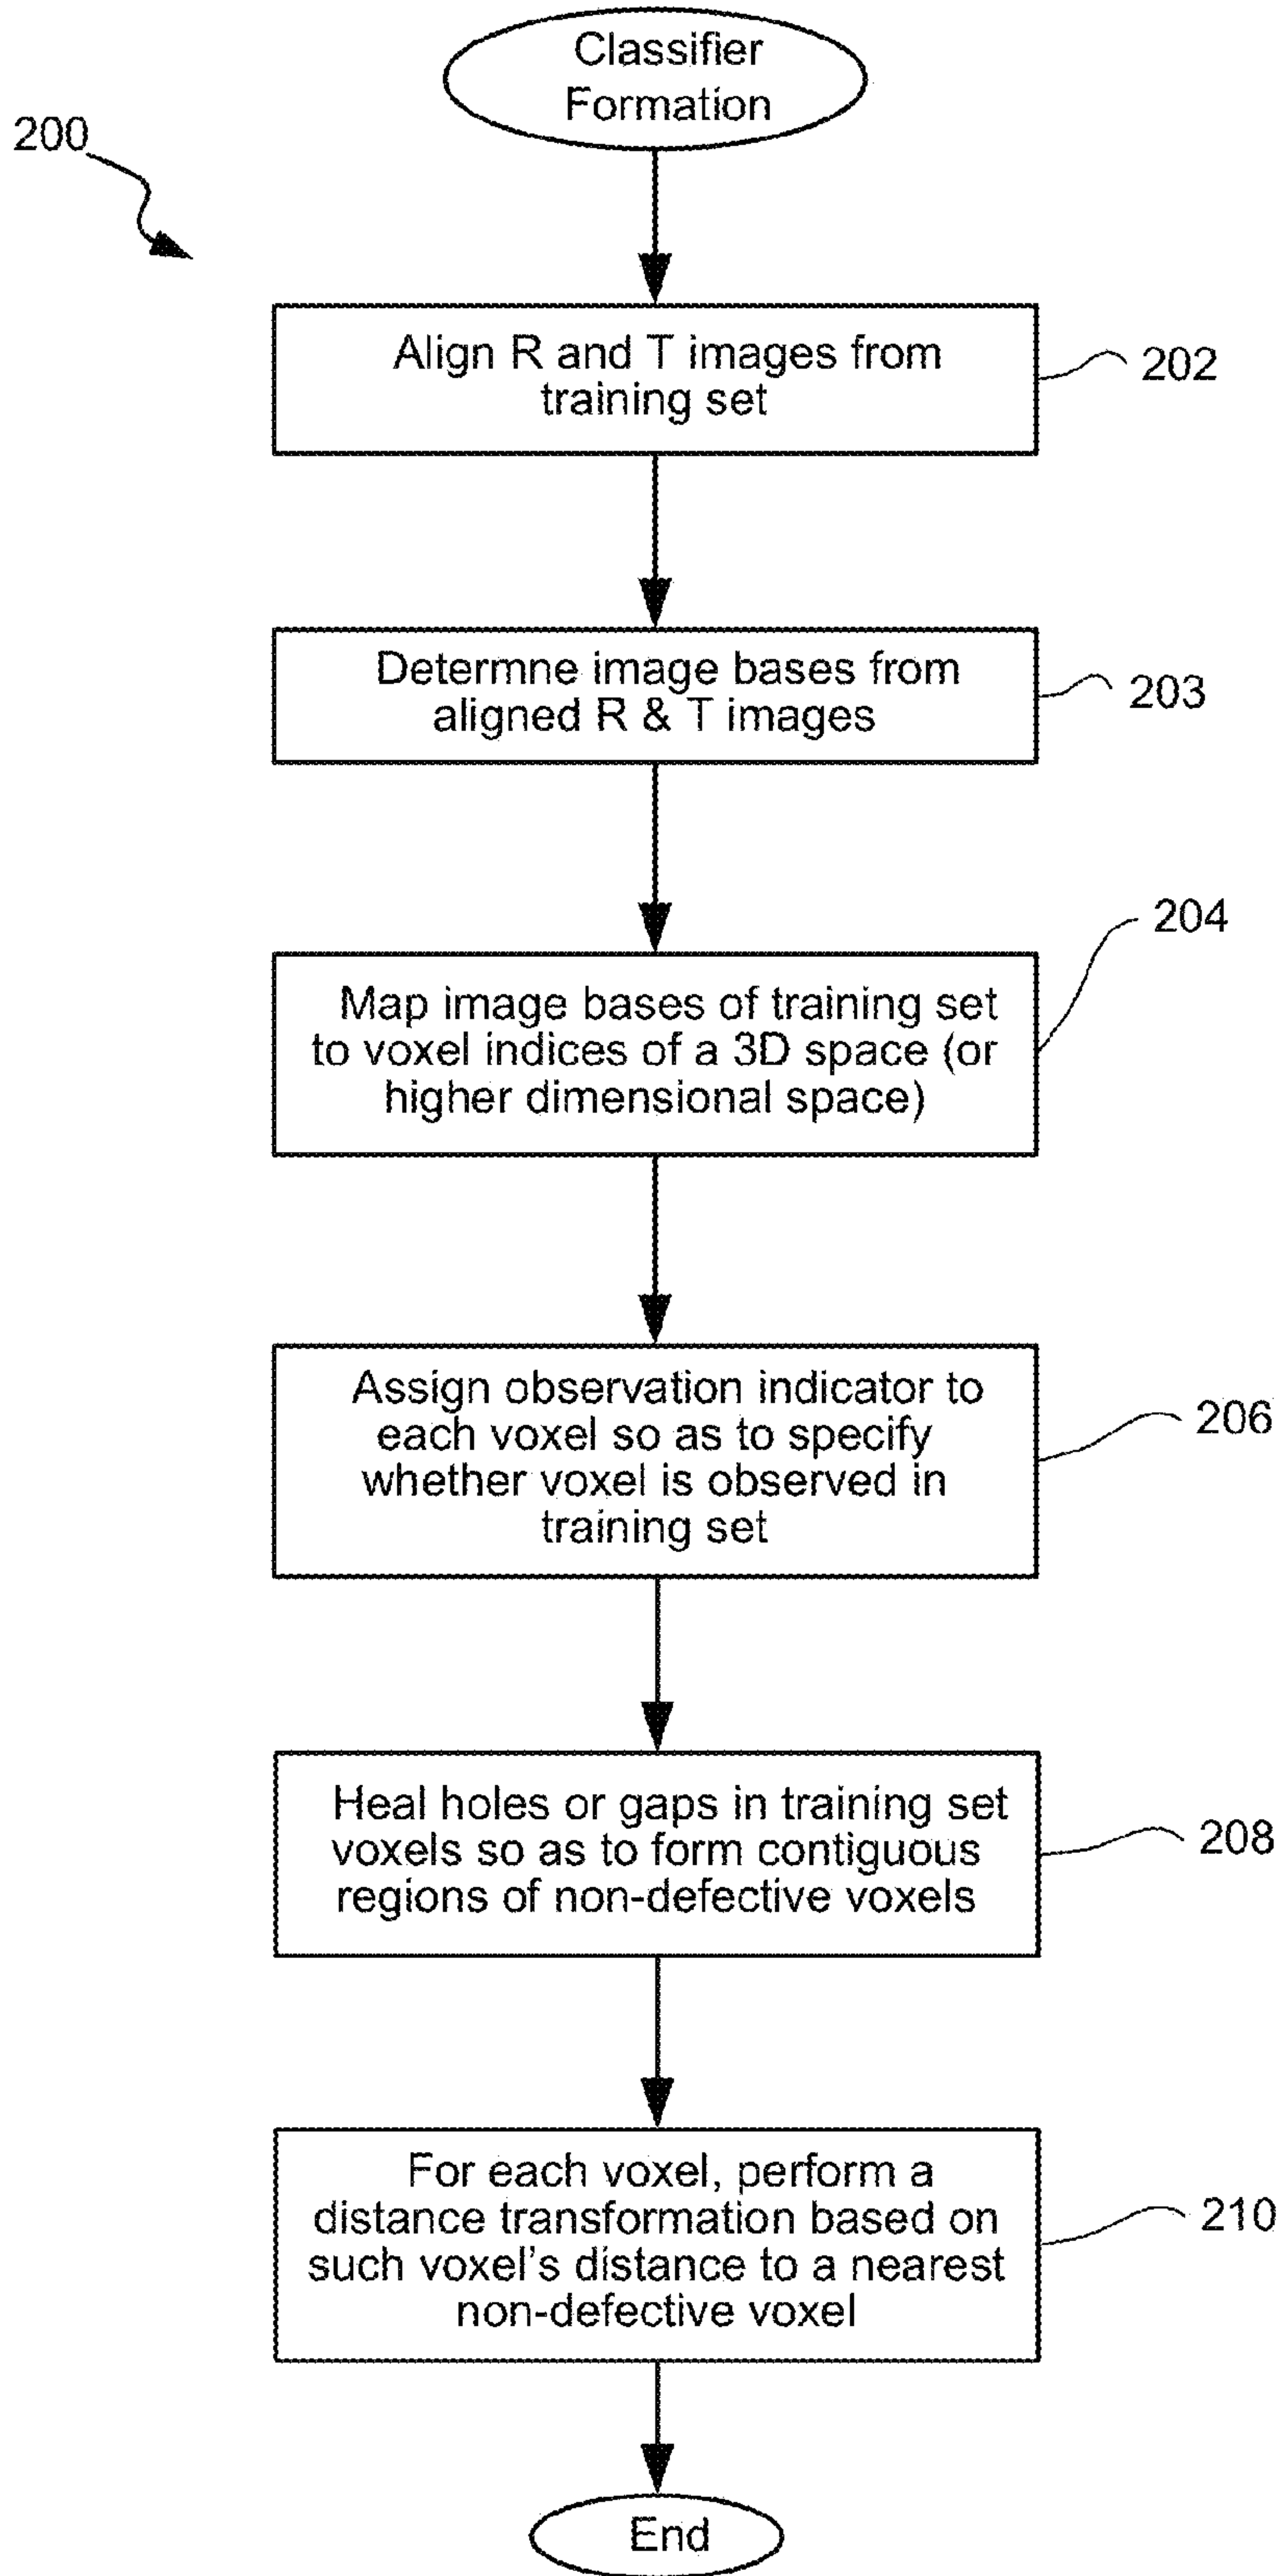 Classifier
Formation
200
Align R and T images from
training set
202
Determne image bases from
aligned R & T images
203
204
Map image bases of training set
to voxel indices of a 3D space (or
higher dimensional space)
Assign observation indicator to
each voxel so as to specify
whether voxel is observed in
training set
206
Heal holes or gaps in training set
voxels so as to form contiguous
regions of non-defective voxels
208
For each voxel, perform a
distance transformation based on
such voxel's distance to a nearest
non-defective voxel
210
End